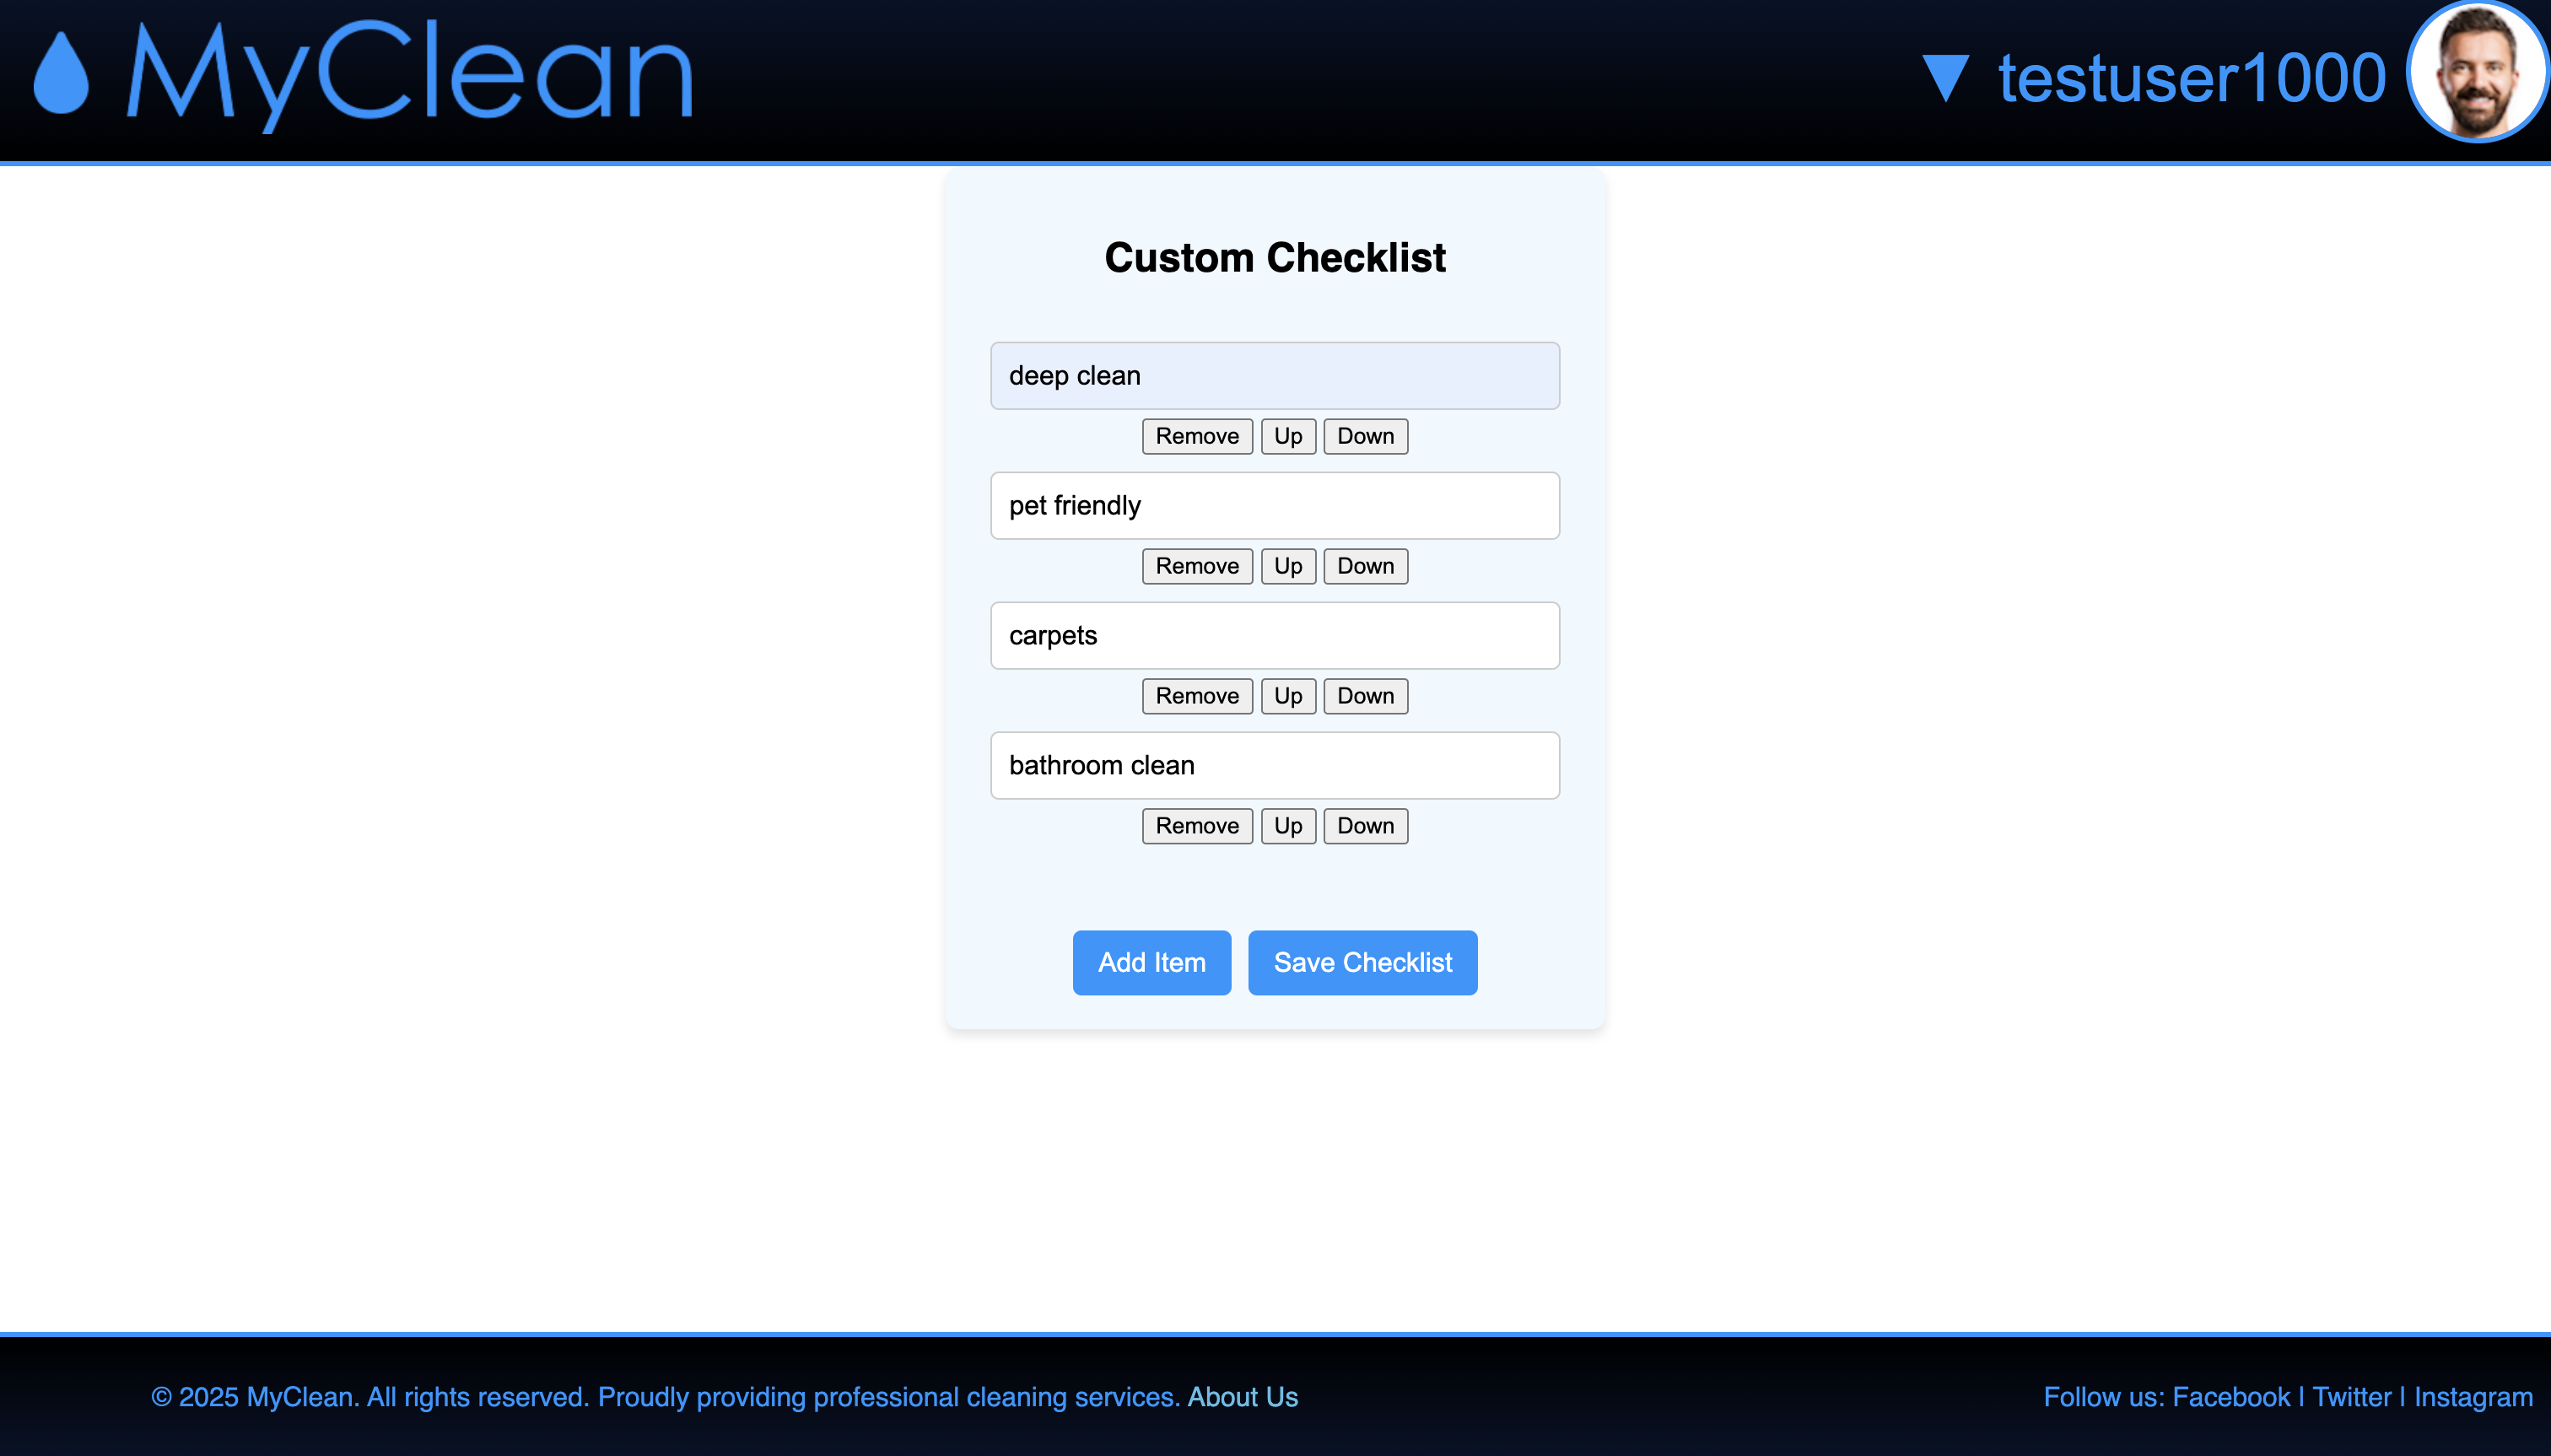 MyClean
▼ testuser1000
Custom Checklist
deep clean
Remove Up Down
pet friendly
Remove Up Down
carpets
Remove Up Down
bathroom clean
Remove Up Down
Add Item Save Checklist
© 2025 MyClean. All rights reserved. Proudly providing professional cleaning services. About Us
Follow us: Facebook | Twitter | Instagram